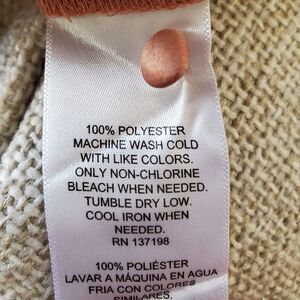 100% POLYESTER
MACHINE WASH COLD
WITH LIKE COLORS.
ONLY NON-CHLORINE
BLEACH WHEN NEEDED.
TUMBLE DRY LOW.
COOL IRON WHEN
NEEDED.
RN 137198
100% POLIÉSTER
LAVAR A MÁQUINA EN AGUA
FRIA CON COLORES
SIMILARES.